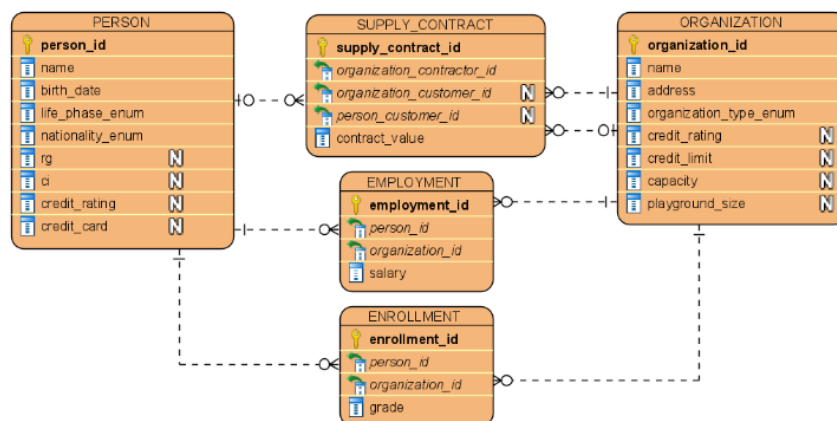 PERSON
person_id
name
birth_date
life_phase_enum
nationality_enum
rg N
ci N
credit_rating N
credit_card N
SUPPLY_CONTRACT
supply_contract_id
organization_contractor_id
organization_customer_id N
person_customer_id N
contract_value
ORGANIZATION
organization_id
name
address
organization_type_enum
credit_rating N
credit_limit N
capacity N
playground_size N
EMPLOYMENT
employment_id
person_id
organization_id
salary
ENROLLMENT
enrollment_id
person_id
organization_id
grade